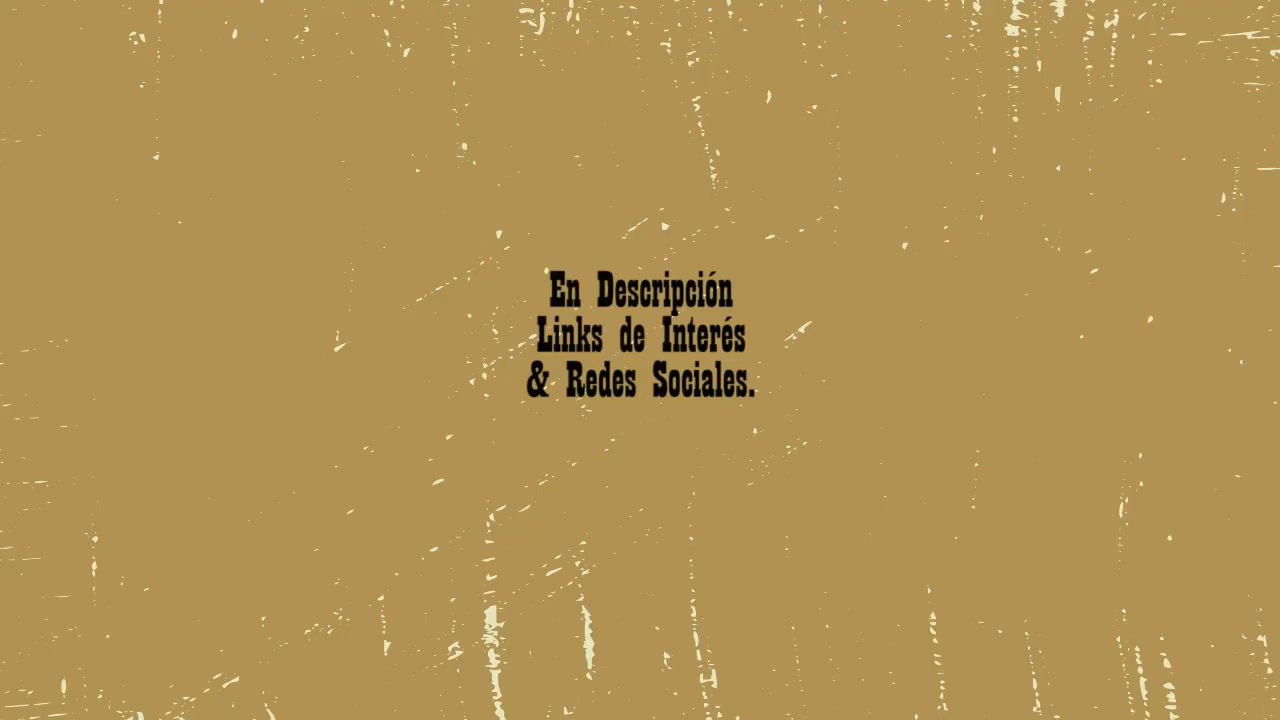 En Descripción
Links de Interés
& Redes Sociales.